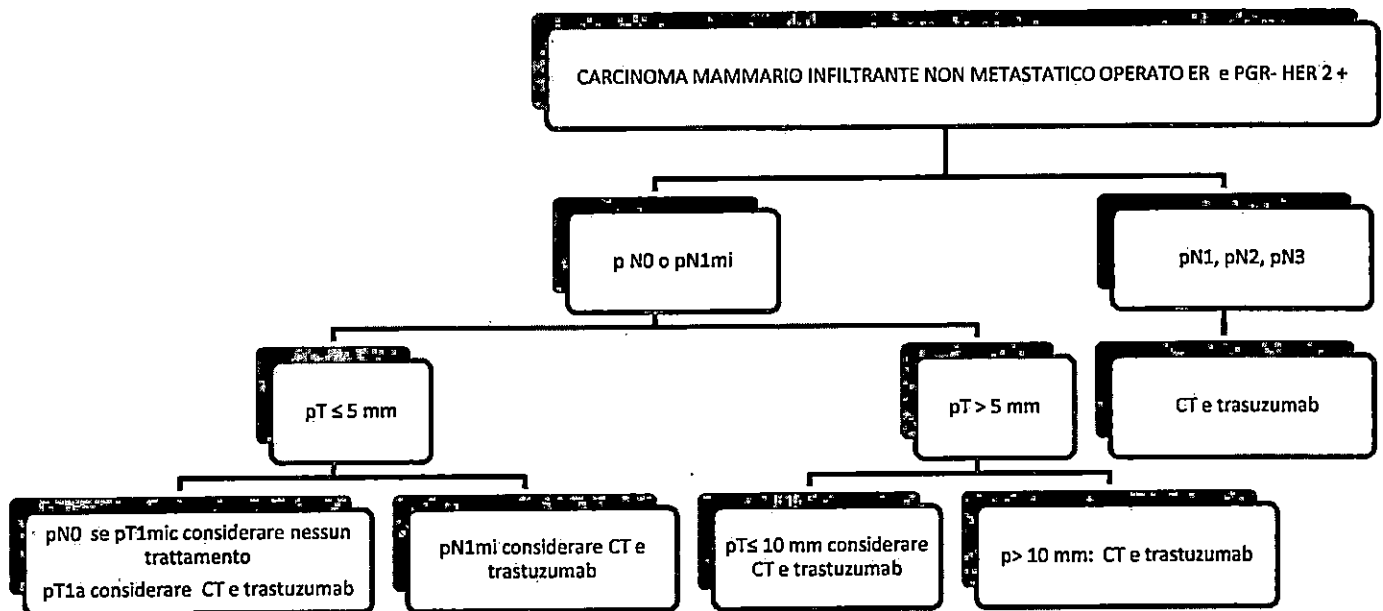 CARCINOMA MAMMARIO INFILTRANTE NON METASTATICO OPERATO ER e PGR- HER 2 +
p N0 o pN1mi
pN1, pN2, pN3
pT ≤ 5 mm
pT > 5 mm
CT e trasuzumab
pN0 se pT1mic considerare nessun
trattamento
pT1a considerare CT e trastuzumab
pN1mi considerare CT e
trastuzumab
pT≤ 10 mm considerare
CT e trastuzumab
p> 10 mm: CT e trastuzumab